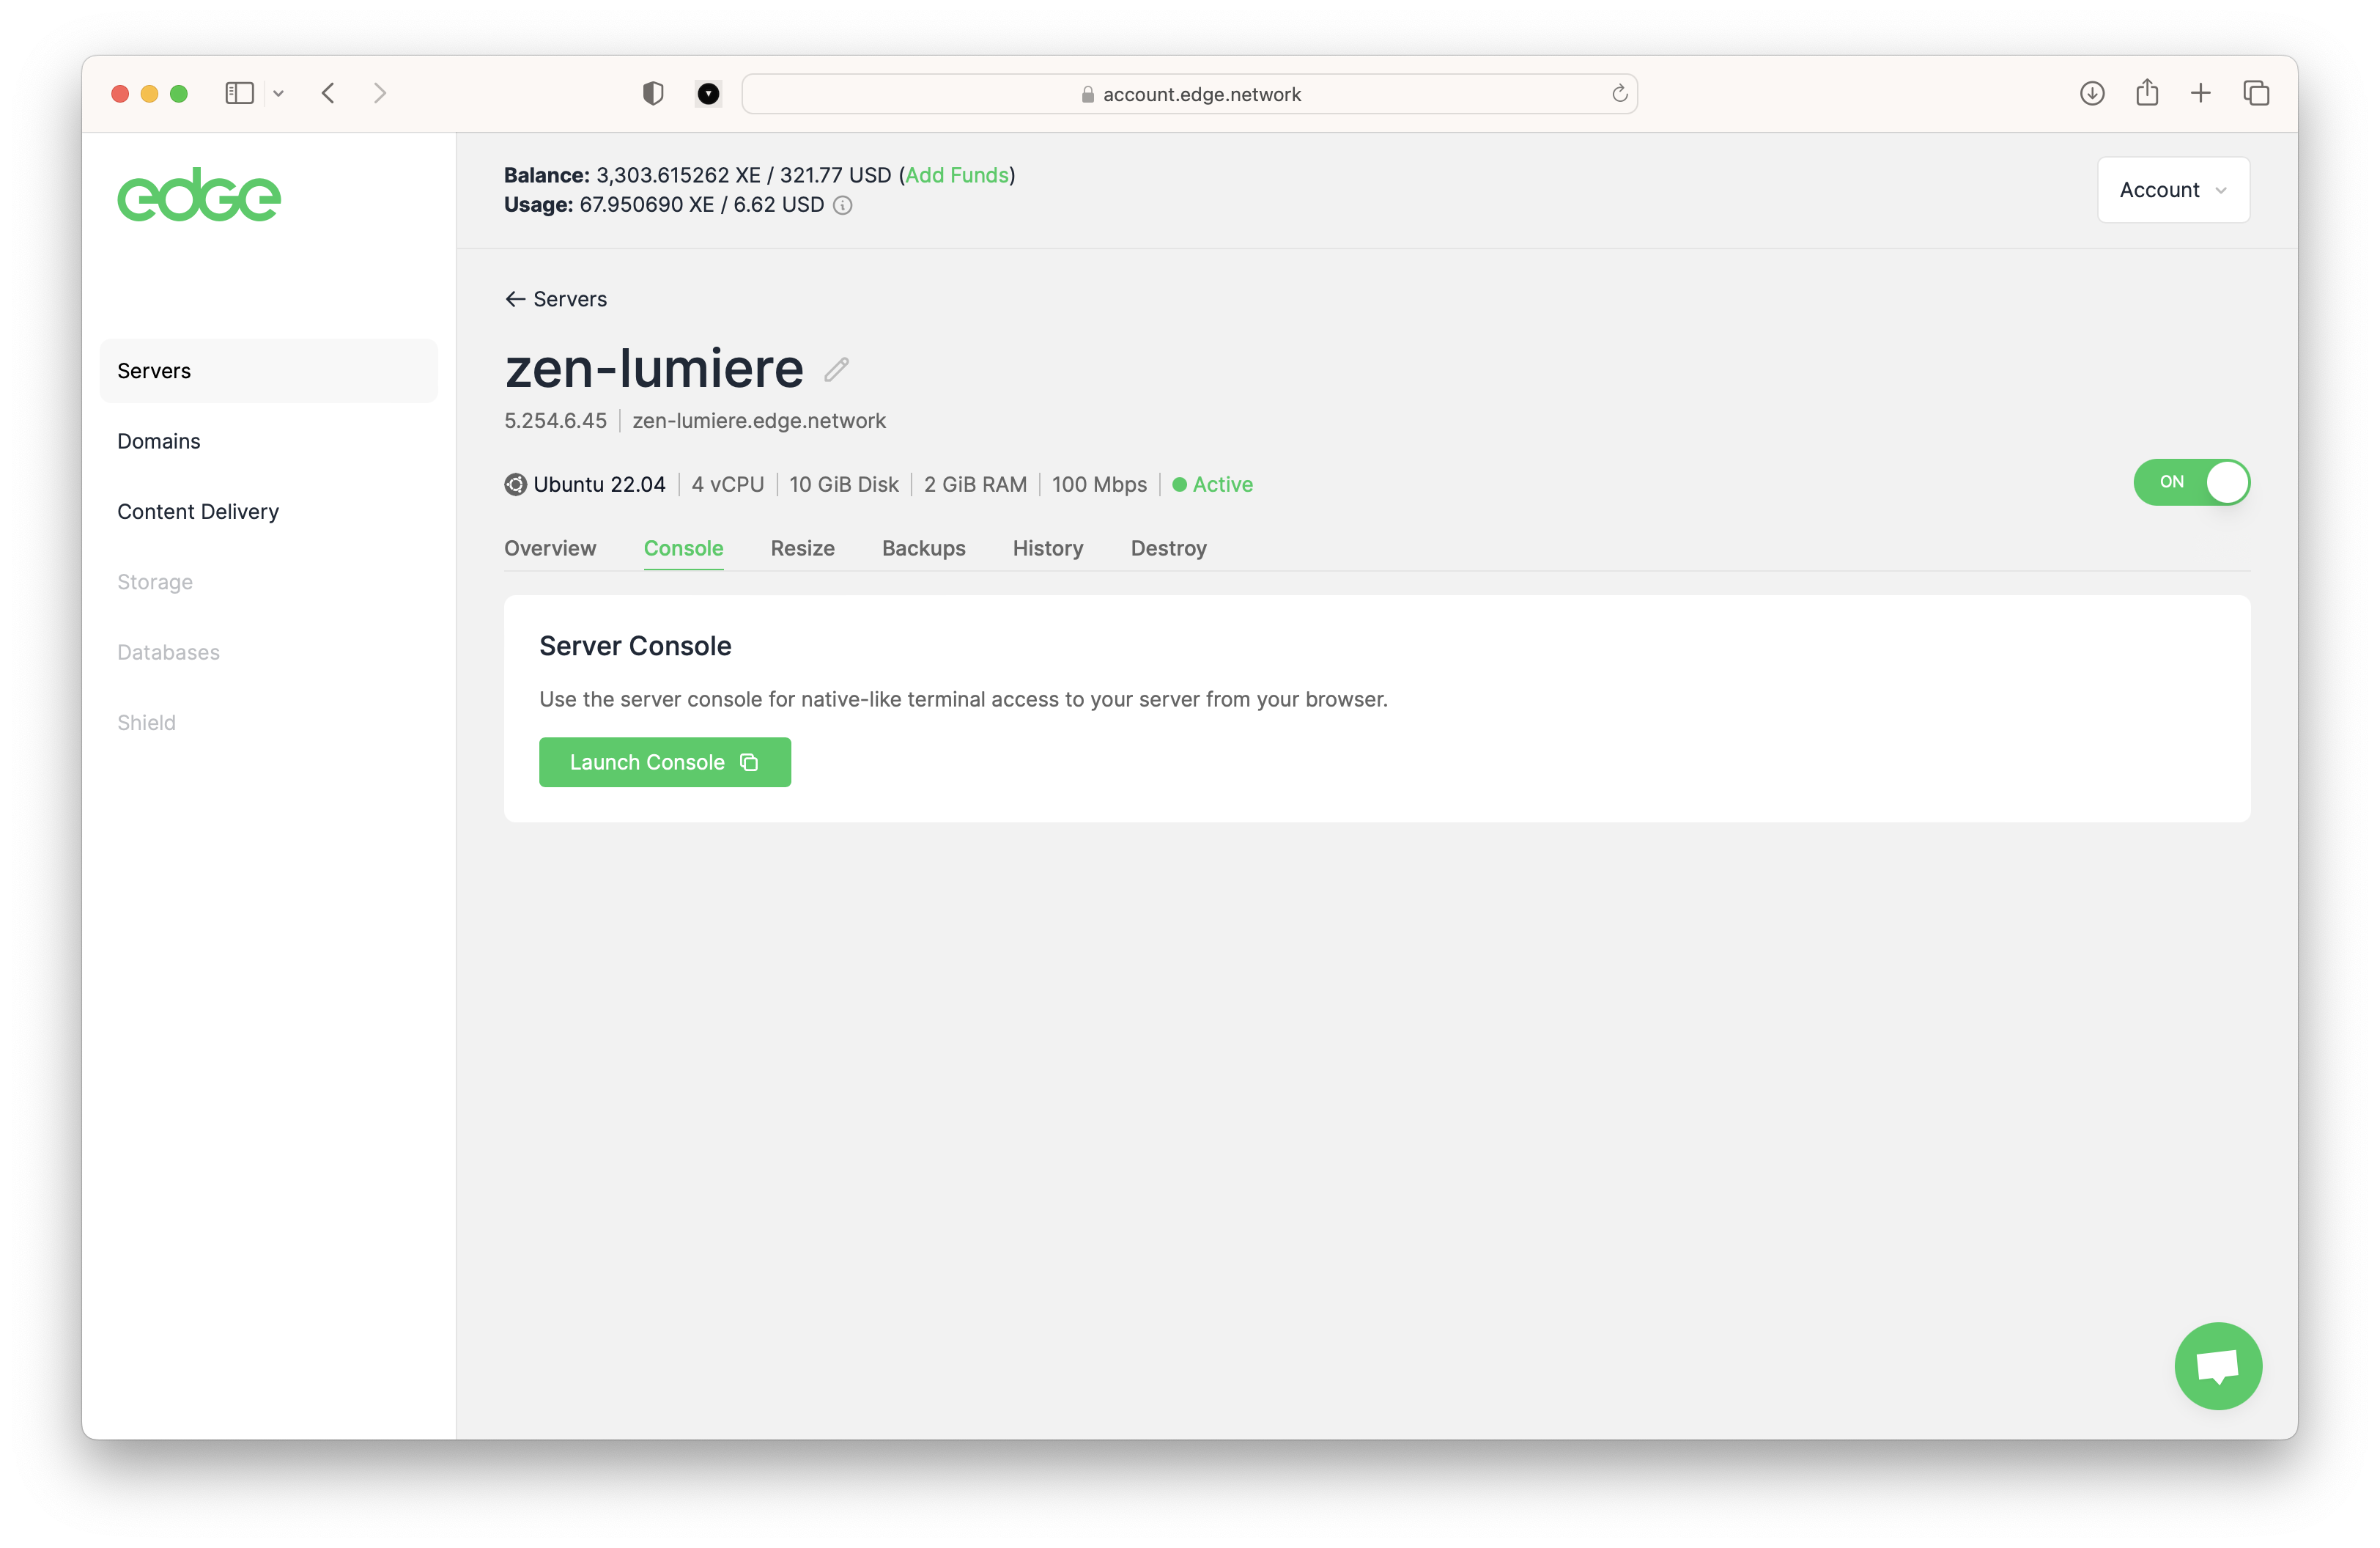 account.edge.network
edge
Balance: 3,303.615262 XE / 321.77 USD (Add Funds)
Usage: 67.950690 XE / 6.62 USD
Account
Servers
Domains
Content Delivery
Storage
Databases
Shield
Servers
zen-lumiere
5.254.6.45 | zen-lumiere.edge.network
Ubuntu 22.04 | 4 vCPU | 10 GiB Disk | 2 GiB RAM | 100 Mbps | Active
ON
Overview Console Resize Backups History Destroy
Server Console
Use the server console for native-like terminal access to your server from your browser.
Launch Console